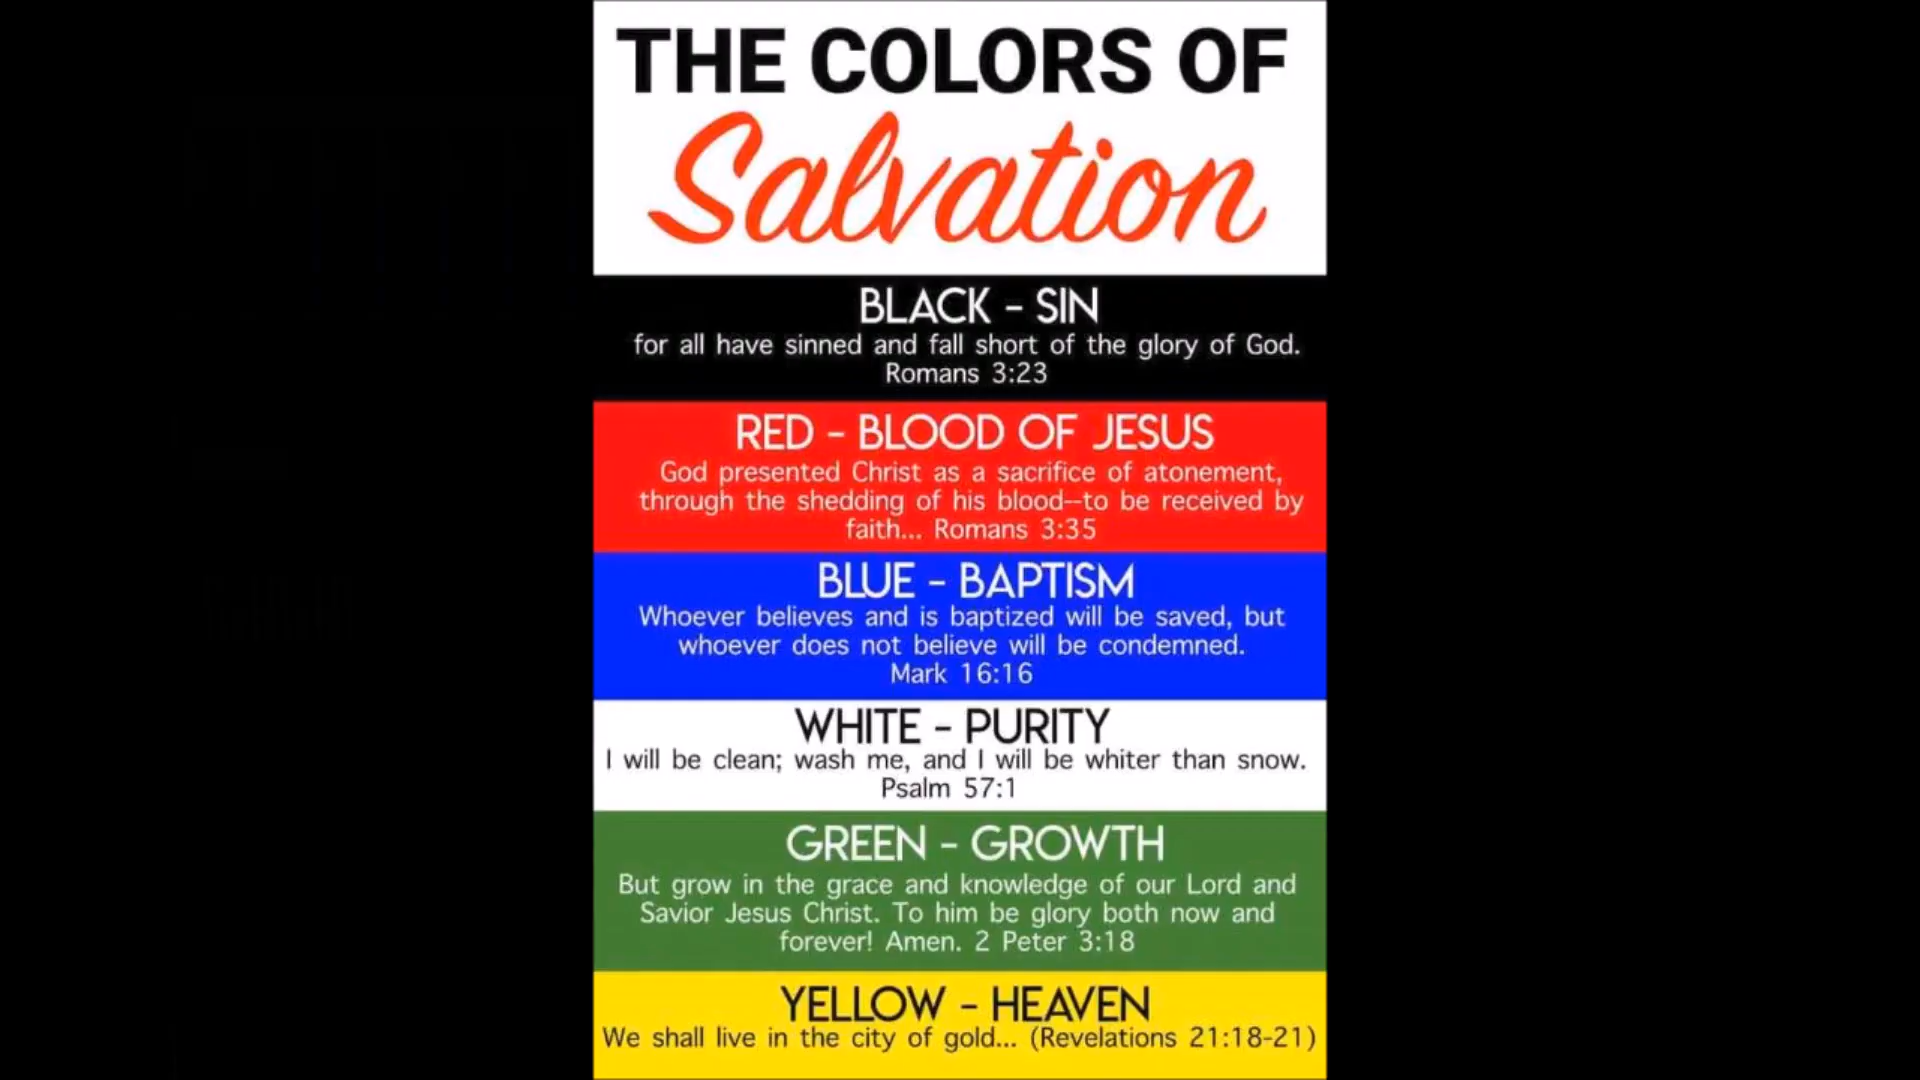 THE COLORS OF
Salvation
BLACK - SIN
for all have sinned and fall short of the glory of God.
Romans 3:23
RED - BLOOD OF JESUS
God presented Christ as a sacrifice of atonement,
through the shedding of his blood--to be received by
faith... Romans 3:35
BLUE - BAPTISM
Whoever believes and is baptized will be saved, but
whoever does not believe will be condemned.
Mark 16:16
WHITE - PURITY
I will be clean; wash me, and I will be whiter than snow.
Psalm 57:1
GREEN - GROWTH
But grow in the grace and knowledge of our Lord and
Savior Jesus Christ. To him be glory both now and
forever! Amen. 2 Peter 3:18
YELLOW - HEAVEN
We shall live in the city of gold... (Revelations 21:18-21)